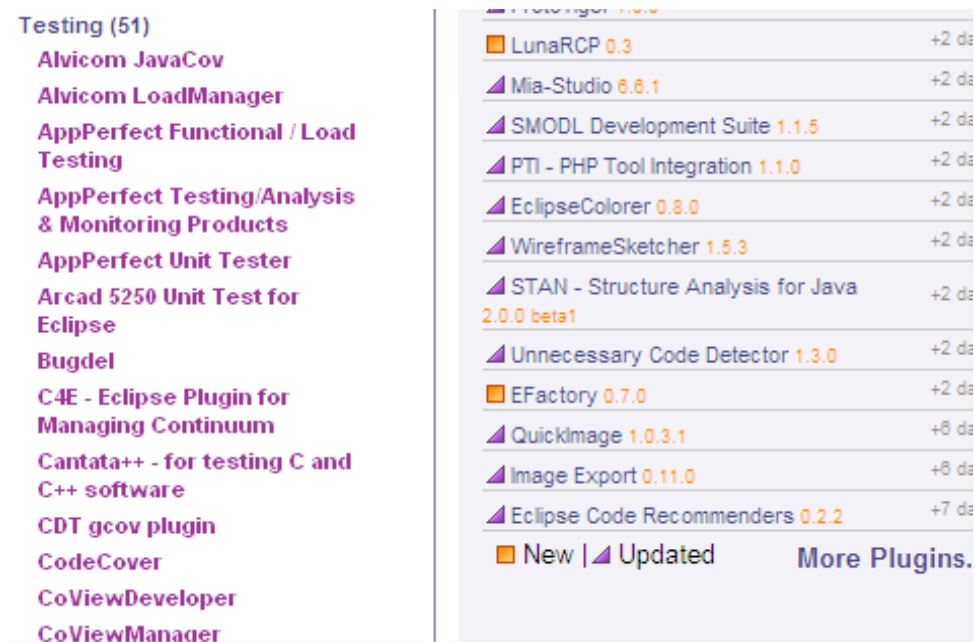 Testing (51)
Alvicom JavaCov
Alvicom LoadManager
AppPerfect Functional / Load
Testing
AppPerfect Testing/Analysis
& Monitoring Products
AppPerfect Unit Tester
Arcad 5250 Unit Test for
Eclipse
Bugdel
C4E - Eclipse Plugin for
Managing Continuum
Cantata++ - for testing C and
C++ software
CDT gcov plugin
CodeCover
CoViewDeveloper
CoViewManager
LunaRCP 0.3 +2 da
Mia-Studio 6.6.1 +2 da
SMODL Development Suite 1.1.5 +2 da
PTI - PHP Tool Integration 1.1.0 +2 da
EclipseColorer 0.8.0 +2 da
WireframeSketcher 1.5.3 +2 da
STAN - Structure Analysis for Java +2 da
2.0.0 beta1
Unnecessary Code Detector 1.3.0 +2 da
EFactory 0.7.0 +2 da
QuickImage 1.0.3.1 +6 da
Image Export 0.11.0 +6 da
Eclipse Code Recommenders 0.2.2 +7 da
New | Updated More Plugins.